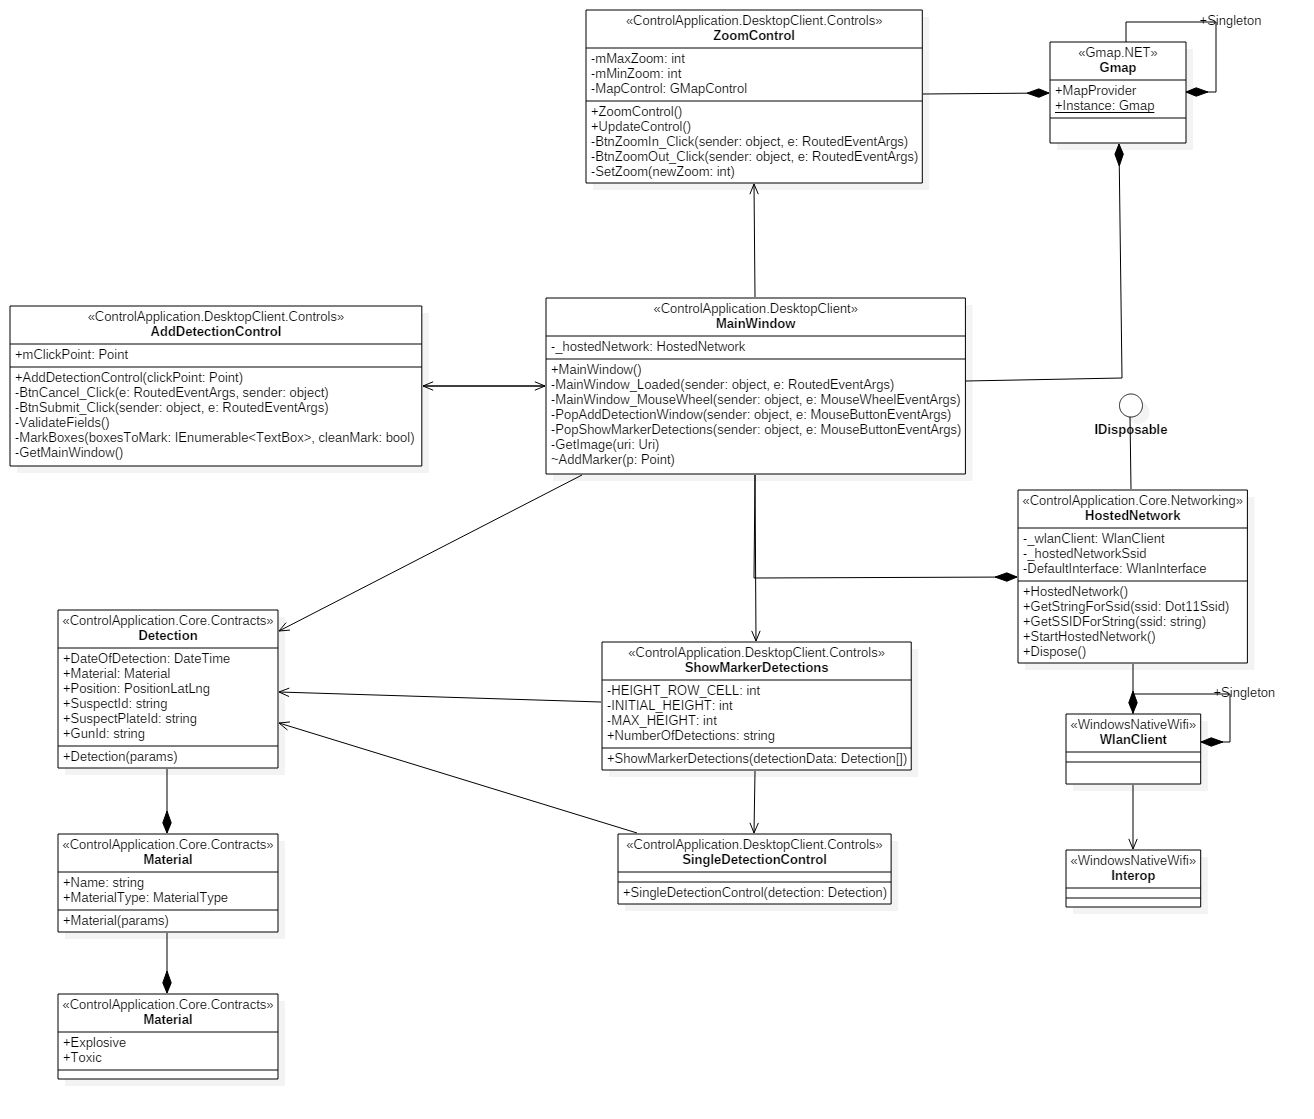 «ControlApplication.DesktopClient.Controls»
ZoomControl
-mMaxZoom: int
-mMinZoom: int
-MapControl: GMapControl
+ZoomControl()
+UpdateControl()
-BtnZoomIn_Click(sender: object, e: RoutedEventArgs)
-BtnZoomOut_Click(sender: object, e: RoutedEventArgs)
-SetZoom(newZoom: int)
+Singleton
«Gmap.NET»
Gmap
+MapProvider
+Instance: Gmap
«ControlApplication.DesktopClient.Controls»
AddDetectionControl
+mClickPoint: Point
+AddDetectionControl(clickPoint: Point)
-BtnCancel_Click(e: RoutedEventArgs, sender: object)
-BtnSubmit_Click(sender: object, e: RoutedEventArgs)
-ValidateFields()
-MarkBoxes(boxesToMark: IEnumerable<TextBox>, cleanMark: bool)
-GetMainWindow()
«ControlApplication.DesktopClient»
MainWindow
-_hostedNetwork: HostedNetwork
+MainWindow()
-MainWindow_Loaded(sender: object, e: RoutedEventArgs)
-MainWindow_MouseWheel(sender: object, e: MouseWheelEventArgs)
-PopAddDetectionWindow(sender: object, e: MouseButtonEventArgs)
-PopShowMarkerDetections(sender: object, e: MouseButtonEventArgs)
-GetImage(uri: Uri)
~AddMarker(p: Point)
IDisposable
«ControlApplication.Core.Networking»
HostedNetwork
-_wlanClient: WlanClient
-_hostedNetworkSsid
-DefaultInterface: WlanInterface
+HostedNetwork()
+GetStringForSsid(ssid: Dot11Ssid)
+GetSSIDForString(ssid: string)
+StartHostedNetwork()
+Dispose()
«ControlApplication.Core.Contracts»
Detection
+DateOfDetection: DateTime
+Material: Material
+Position: PositionLatLng
+SuspectId: string
+SuspectPlateId: string
+GunId: string
+Detection(params)
«ControlApplication.DesktopClient.Controls»
ShowMarkerDetections
-HEIGHT_ROW_CELL: int
-INITIAL_HEIGHT: int
-MAX_HEIGHT: int
+NumberOfDetections: string
+ShowMarkerDetections(detectionData: Detection[])
+Singleton
«WindowsNativeWifi»
WlanClient
«ControlApplication.Core.Contracts»
Material
+Name: string
+MaterialType: MaterialType
+Material(params)
«ControlApplication.DesktopClient.Controls»
SingleDetectionControl
+SingleDetectionControl(detection: Detection)
«WindowsNativeWifi»
Interop
«ControlApplication.Core.Contracts»
Material
+Explosive
+Toxic